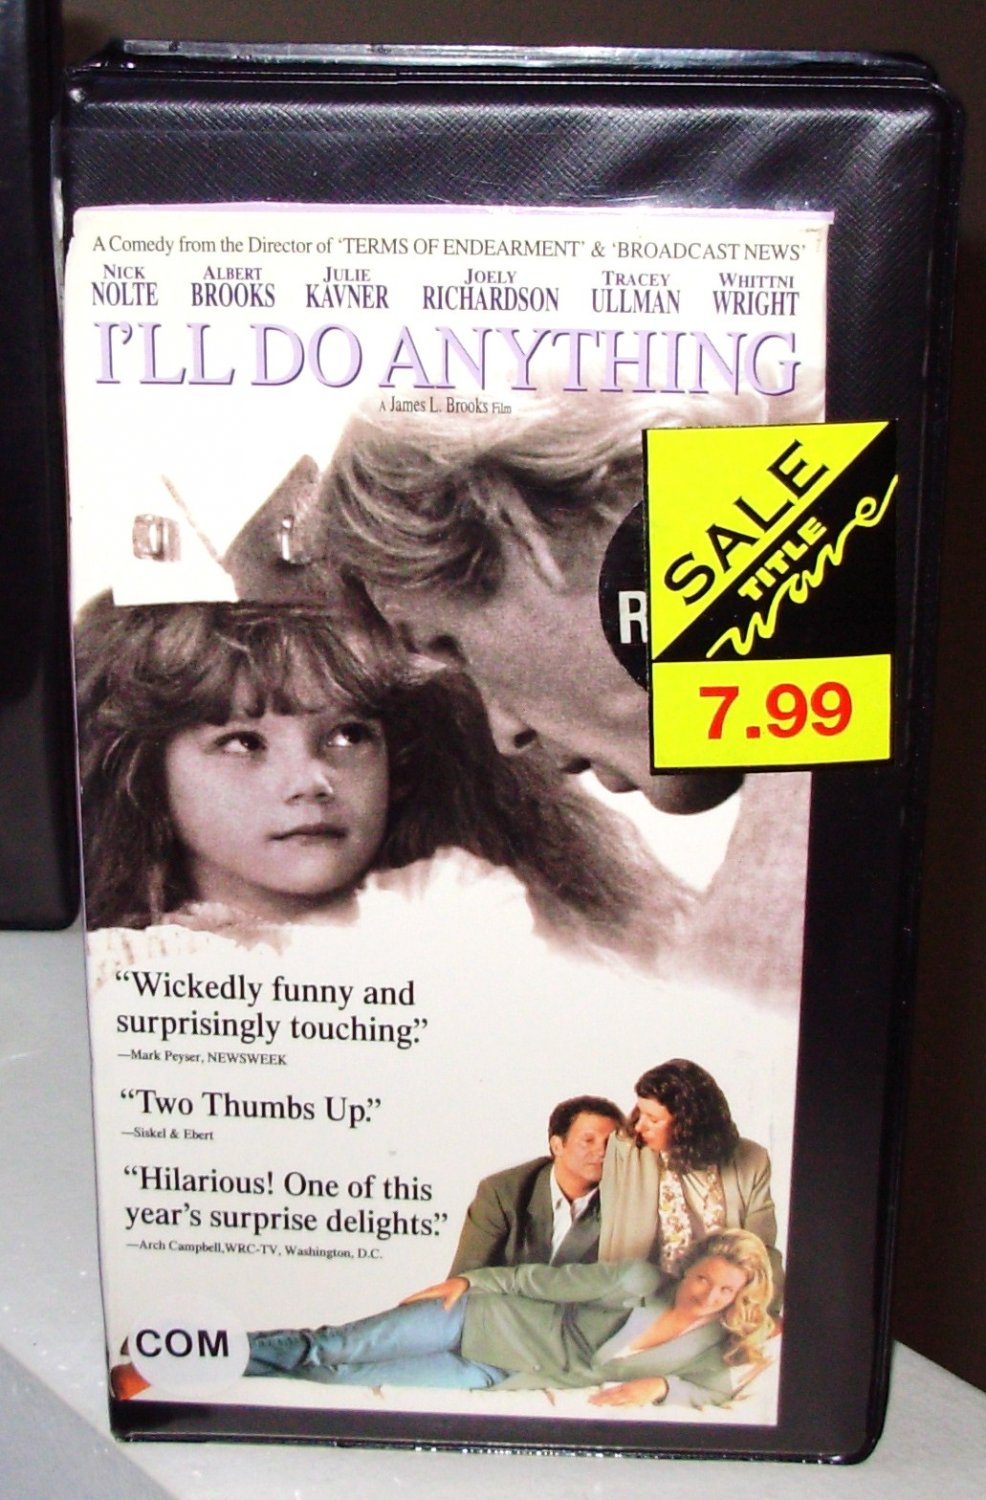 A Comedy from the Director of 'TERMS OF ENDEARMENT' & 'BROADCAST NEWS'
NICK NOLTE
ALBERT BROOKS
JULIE KAVNER
JOELY RICHARDSON
TRACEY ULLMAN
WHITTNI WRIGHT
I'LL DO ANYTHING
A James L. Brooks Film
SALE
TITLE
wave
R
7.99
“Wickedly funny and
surprisingly touching.”
—Mark Peyser, NEWSWEEK
“Two Thumbs Up.”
—Siskel & Ebert
“Hilarious! One of this
year's surprise delights.”
—Arch Campbell, WRC-TV, Washington, D.C.
COM